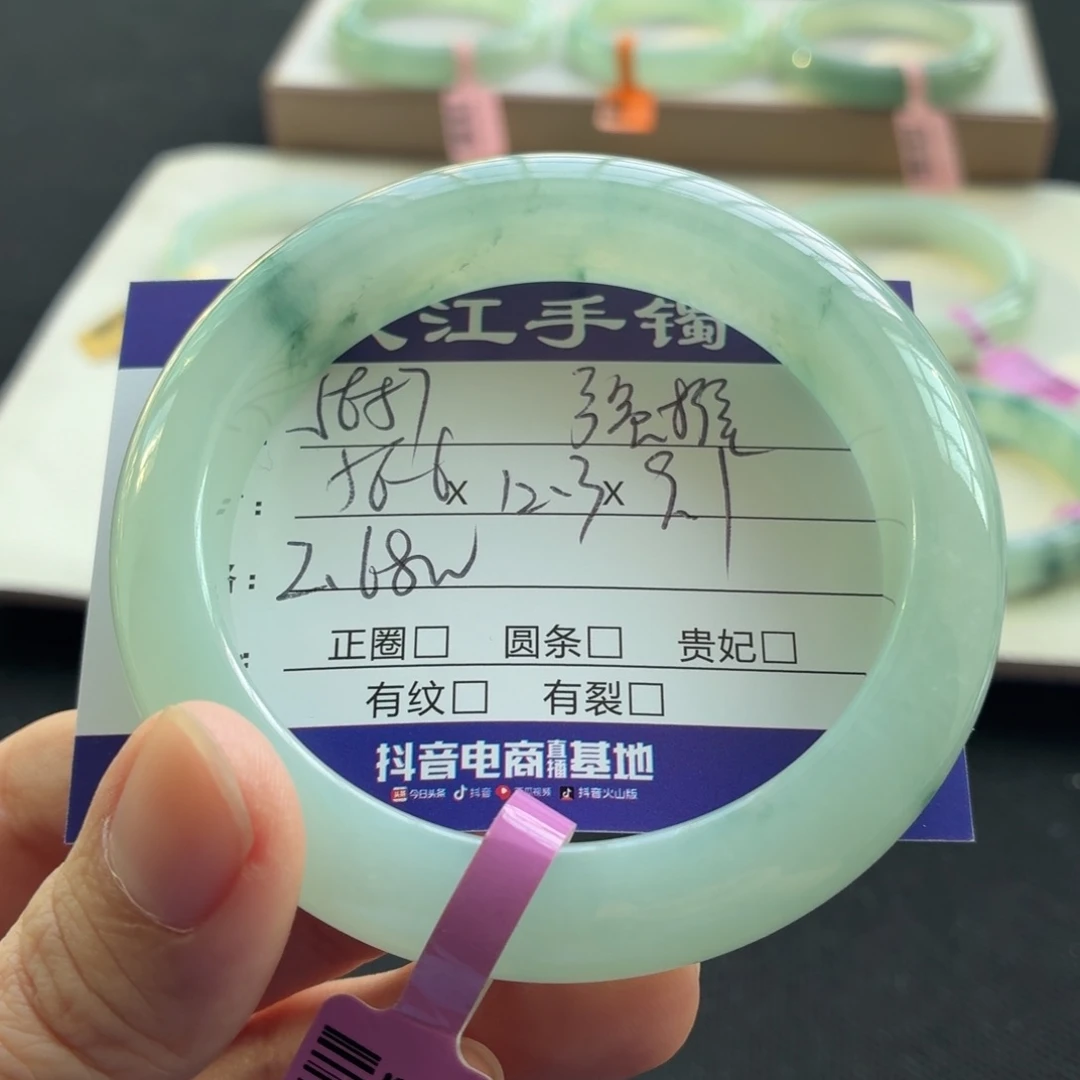 江手镯
56.6x 12.3x 9.1
2.68w
正圈□ 圆条□ 贵妃□
有纹□ 有裂□
抖音电商直播基地
今日头条 抖音 抖音火山版